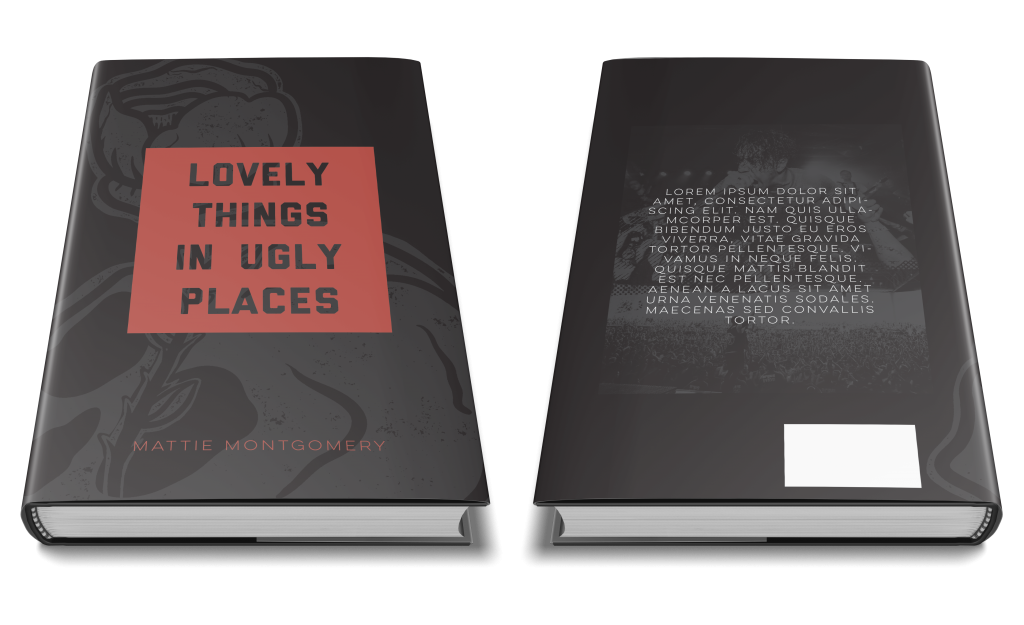 LOVELY
THINGS
IN UGLY
PLACES
MATTIE MONTGOMERY
LOREM IPSUM DOLOR SIT
AMET, CONSECTETUR ADIPI-
SCING ELIT. NAM QUIS ULLA-
MCORPER EST. QUISQUE
BIBENDUM JUSTO EU EROS
VIVERRA, VITAE GRAVIDA
TORTOR PELLENTESQUE. VI-
VAMUS IN NEQUE FELIS.
QUISQUE MATTIS BLANDIT
EST NEC PELLENTESQUE.
AENEAN A LACUS SIT AMET
URNA VENENATIS SODALES.
MAECENAS SED CONVALLIS
TORTOR.